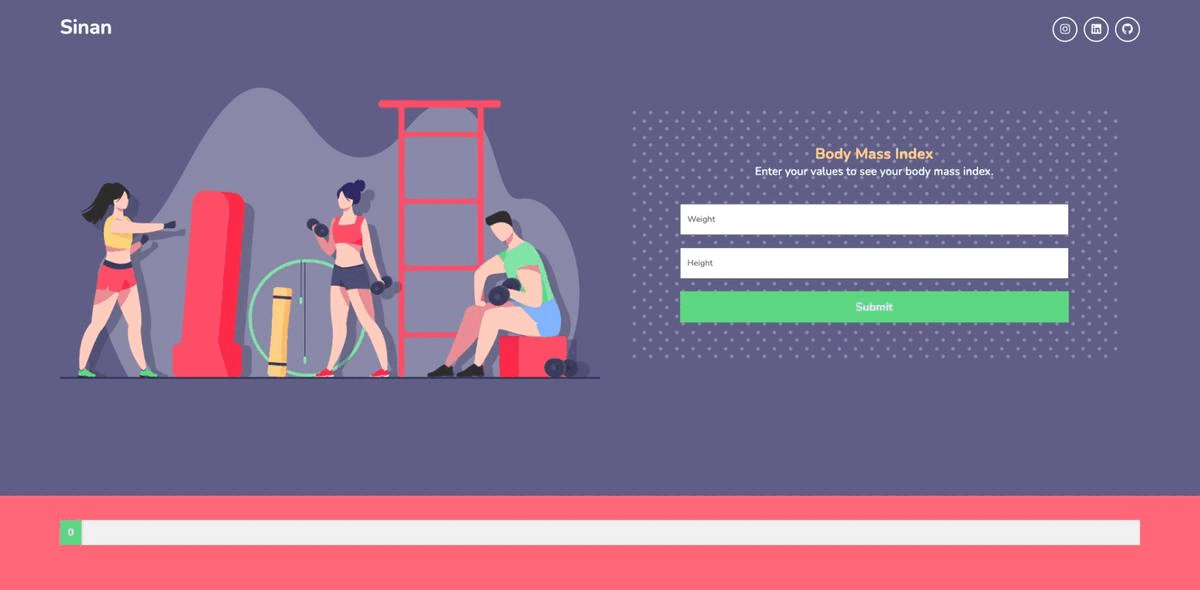 Sinan
Body Mass Index
Enter your values to see your body mass index.
Weight
Height
Submit
0